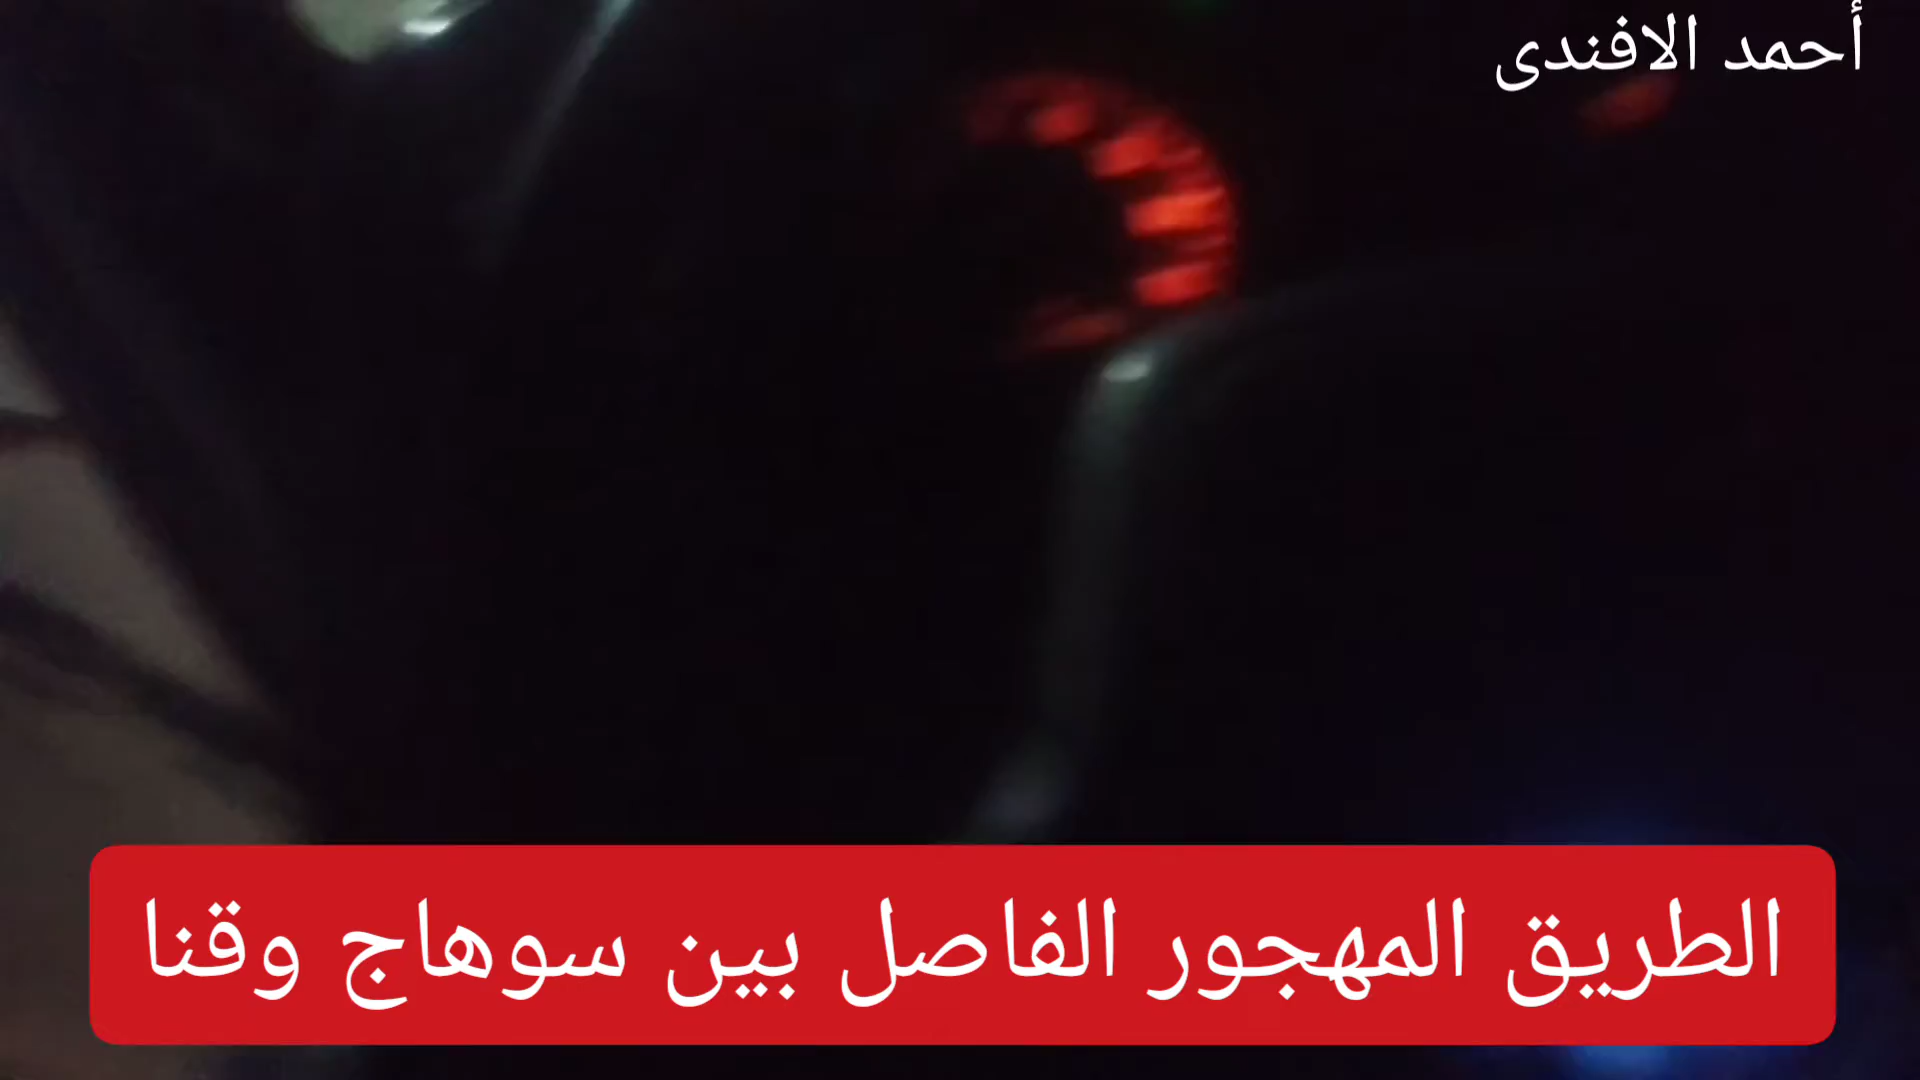 أحمد الافندى
الطريق المهجور الفاصل بين سوهاج وقنا